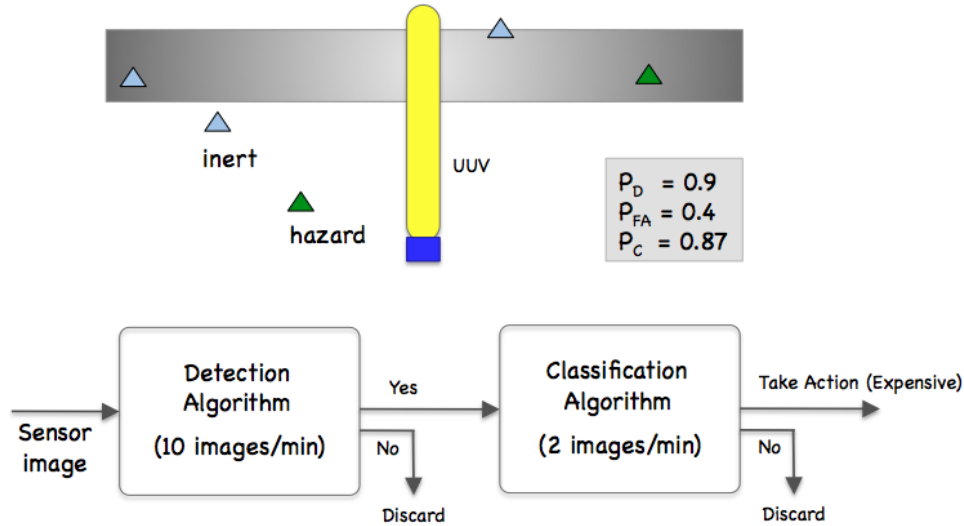 inert
UUV
hazard
P_D = 0.9
P_FA = 0.4
P_C = 0.87
Sensor
image
Detection
Algorithm
(10 images/min)
Yes
No
Discard
Classification
Algorithm
(2 images/min)
Take Action (Expensive)
No
Discard